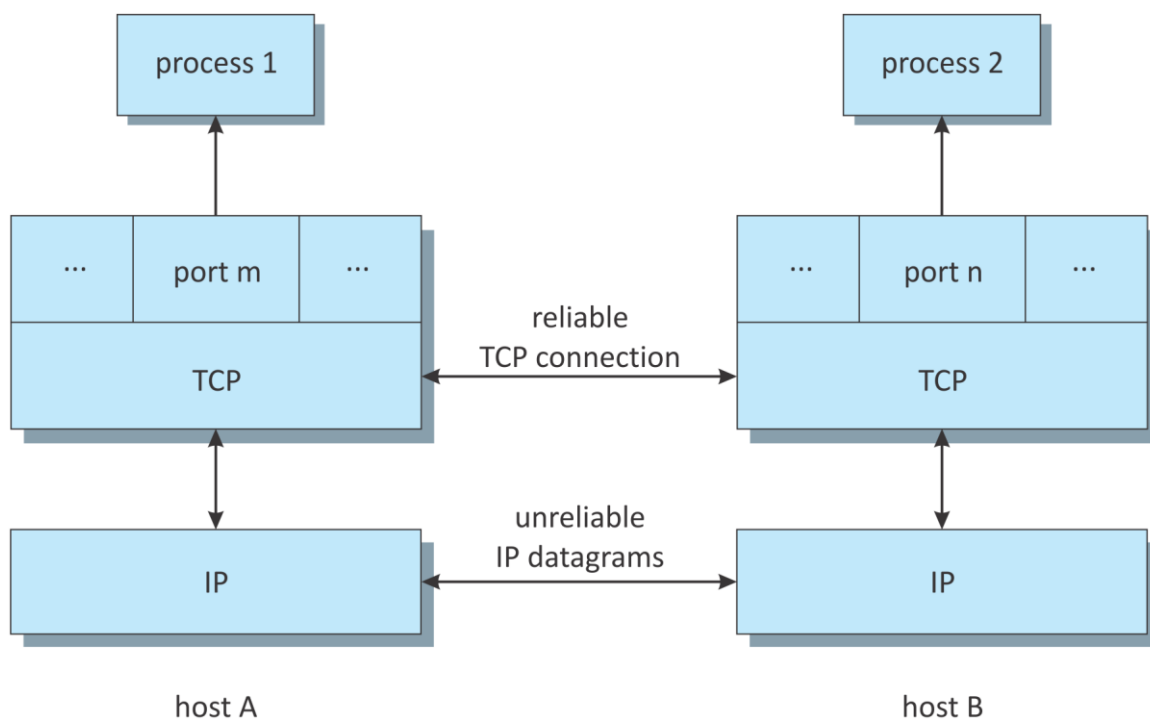 process 1
process 2
...
port m
...
...
port n
...
reliable
TCP connection
TCP
TCP
unreliable
IP datagrams
IP
IP
host A
host B